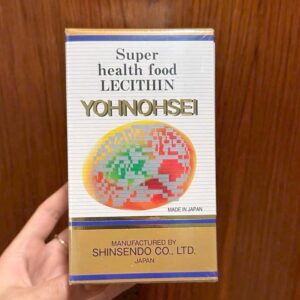 Super
health food
LECITHIN
YOHNOHSEI
MADE IN JAPAN
MANUFACTURED BY
SHINSENDO CO., LTD.
JAPAN